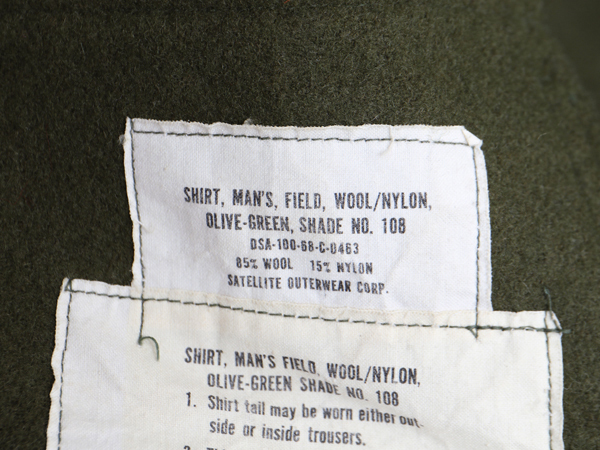 SHIRT, MAN'S, FIELD, WOOL/NYLON,
OLIVE-GREEN, SHADE NO. 108
DSA-100-68-C-0463
85% WOOL 15% NYLON
SATELLITE OUTERWEAR CORP.
SHIRT, MAN'S FIELD, WOOL/NYLON,
OLIVE-GREEN SHADE NO. 108
1. Shirt tail may be worn either out-
side or inside trousers.